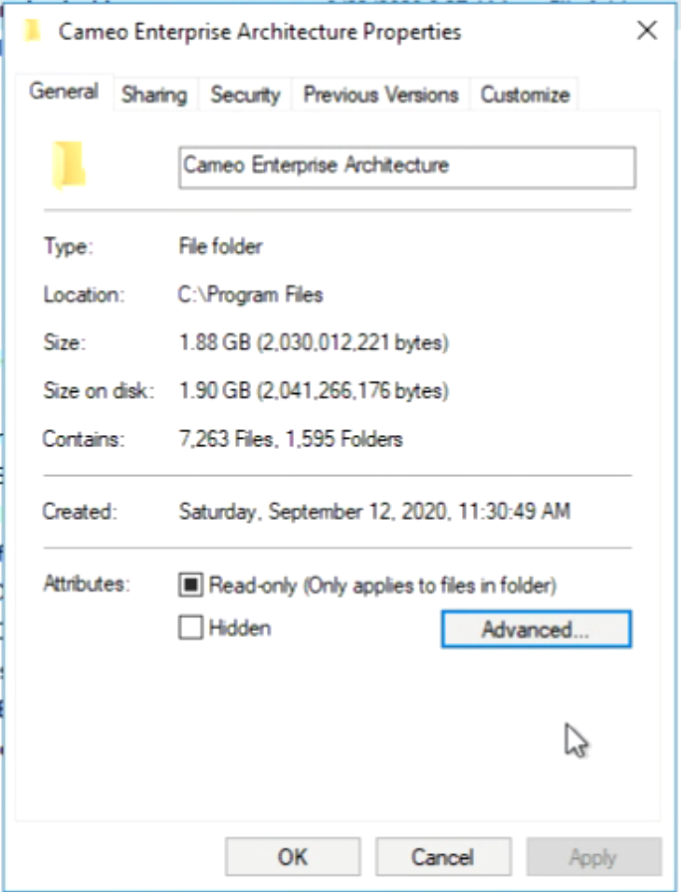 Cameo Enterprise Architecture Properties
General Sharing Security Previous Versions Customize
Cameo Enterprise Architecture
Type: File folder
Location: C:\Program Files
Size: 1.88 GB (2,030,012,221 bytes)
Size on disk: 1.90 GB (2,041,266,176 bytes)
Contains: 7,263 Files, 1,595 Folders
Created: Saturday, September 12, 2020, 11:30:49 AM
Attributes: Read-only (Only applies to files in folder)
Hidden Advanced...
OK Cancel Apply